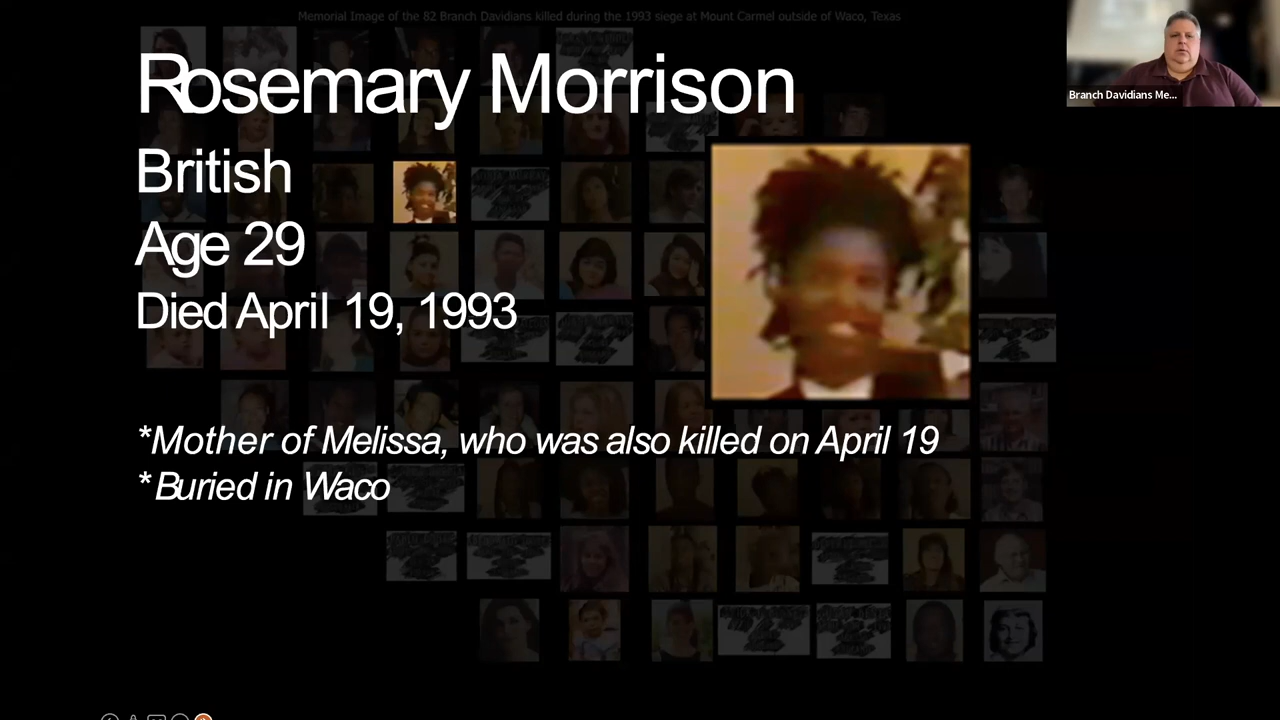 Memorial Image of the 82 Branch Davidians killed during the 1993 siege at Mount Carmel outside of Waco, Texas
Rosemary Morrison
Branch Davidians Me...
British
Age 29
Died April 19, 1993
*Mother of Melissa, who was also killed on April 19
*Buried in Waco